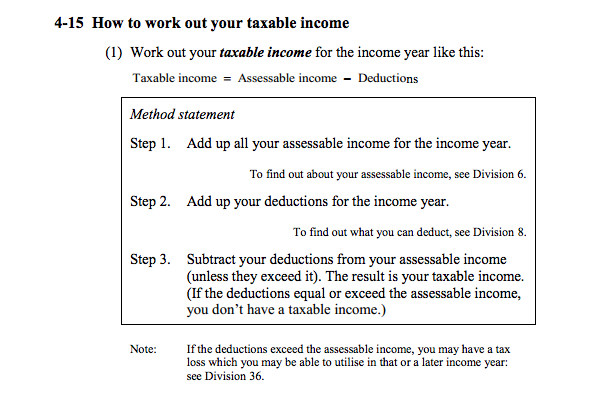 4-15 How to work out your taxable income
(1) Work out your taxable income for the income year like this:
Taxable income = Assessable income − Deductions
Method statement
Step 1. Add up all your assessable income for the income year.
To find out about your assessable income, see Division 6.
Step 2. Add up your deductions for the income year.
To find out what you can deduct, see Division 8.
Step 3. Subtract your deductions from your assessable income
(unless they exceed it). The result is your taxable income.
(If the deductions equal or exceed the assessable income,
you don’t have a taxable income.)
Note: If the deductions exceed the assessable income, you may have a tax
loss which you may be able to utilise in that or a later income year:
see Division 36.